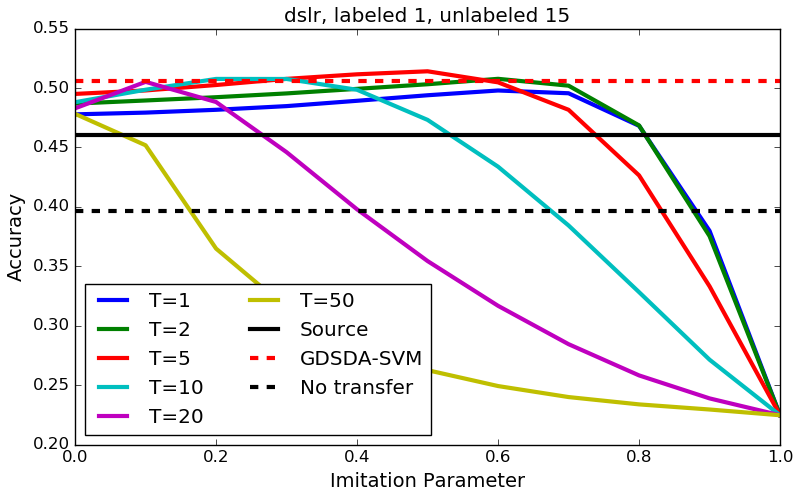 dslr, labeled 1, unlabeled 15
Accuracy
0.55
0.50
0.45
0.40
0.35
0.30
0.25
0.20
T=1
T=2
T=5
T=10
T=20
T=50
Source
GDSDA-SVM
No transfer
0.0 0.2 0.4 0.6 0.8 1.0
Imitation Parameter